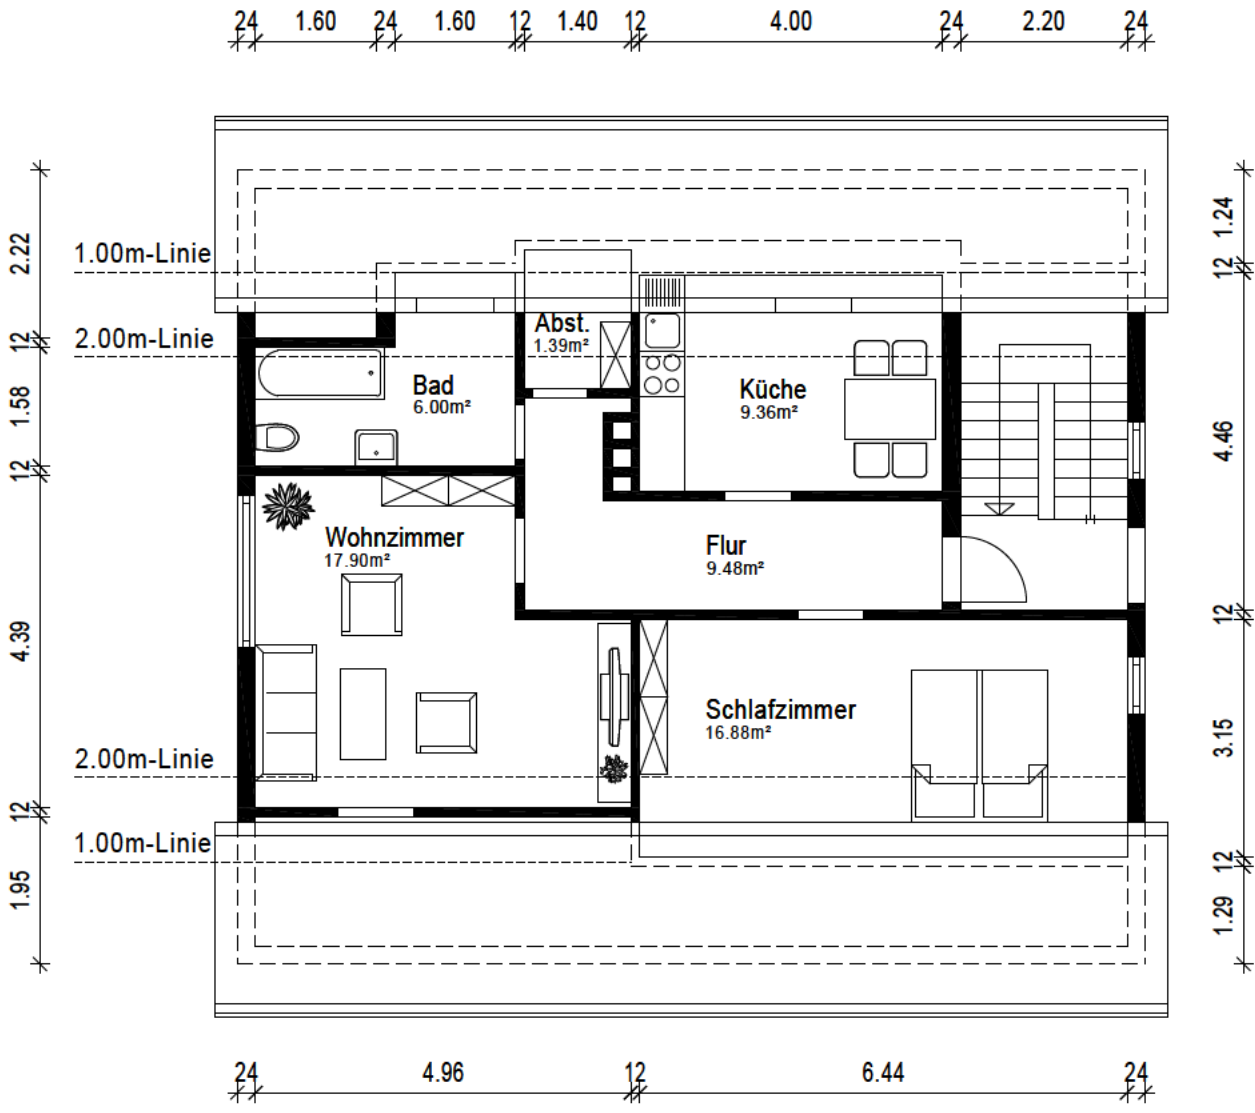 24 1.60 24 1.60 12 1.40 12 4.00 24 2.20 24
2.22
12
1.58
12
4.39
12
1.95
1.00m-Linie
2.00m-Linie
Abst.
1.39m²
Bad
6.00m²
Küche
9.36m²
Wohnzimmer
17.90m²
Flur
9.48m²
Schlafzimmer
16.88m²
2.00m-Linie
1.00m-Linie
1.24
12
4.46
12
3.15
12
1.29
24 4.96 12 6.44 24